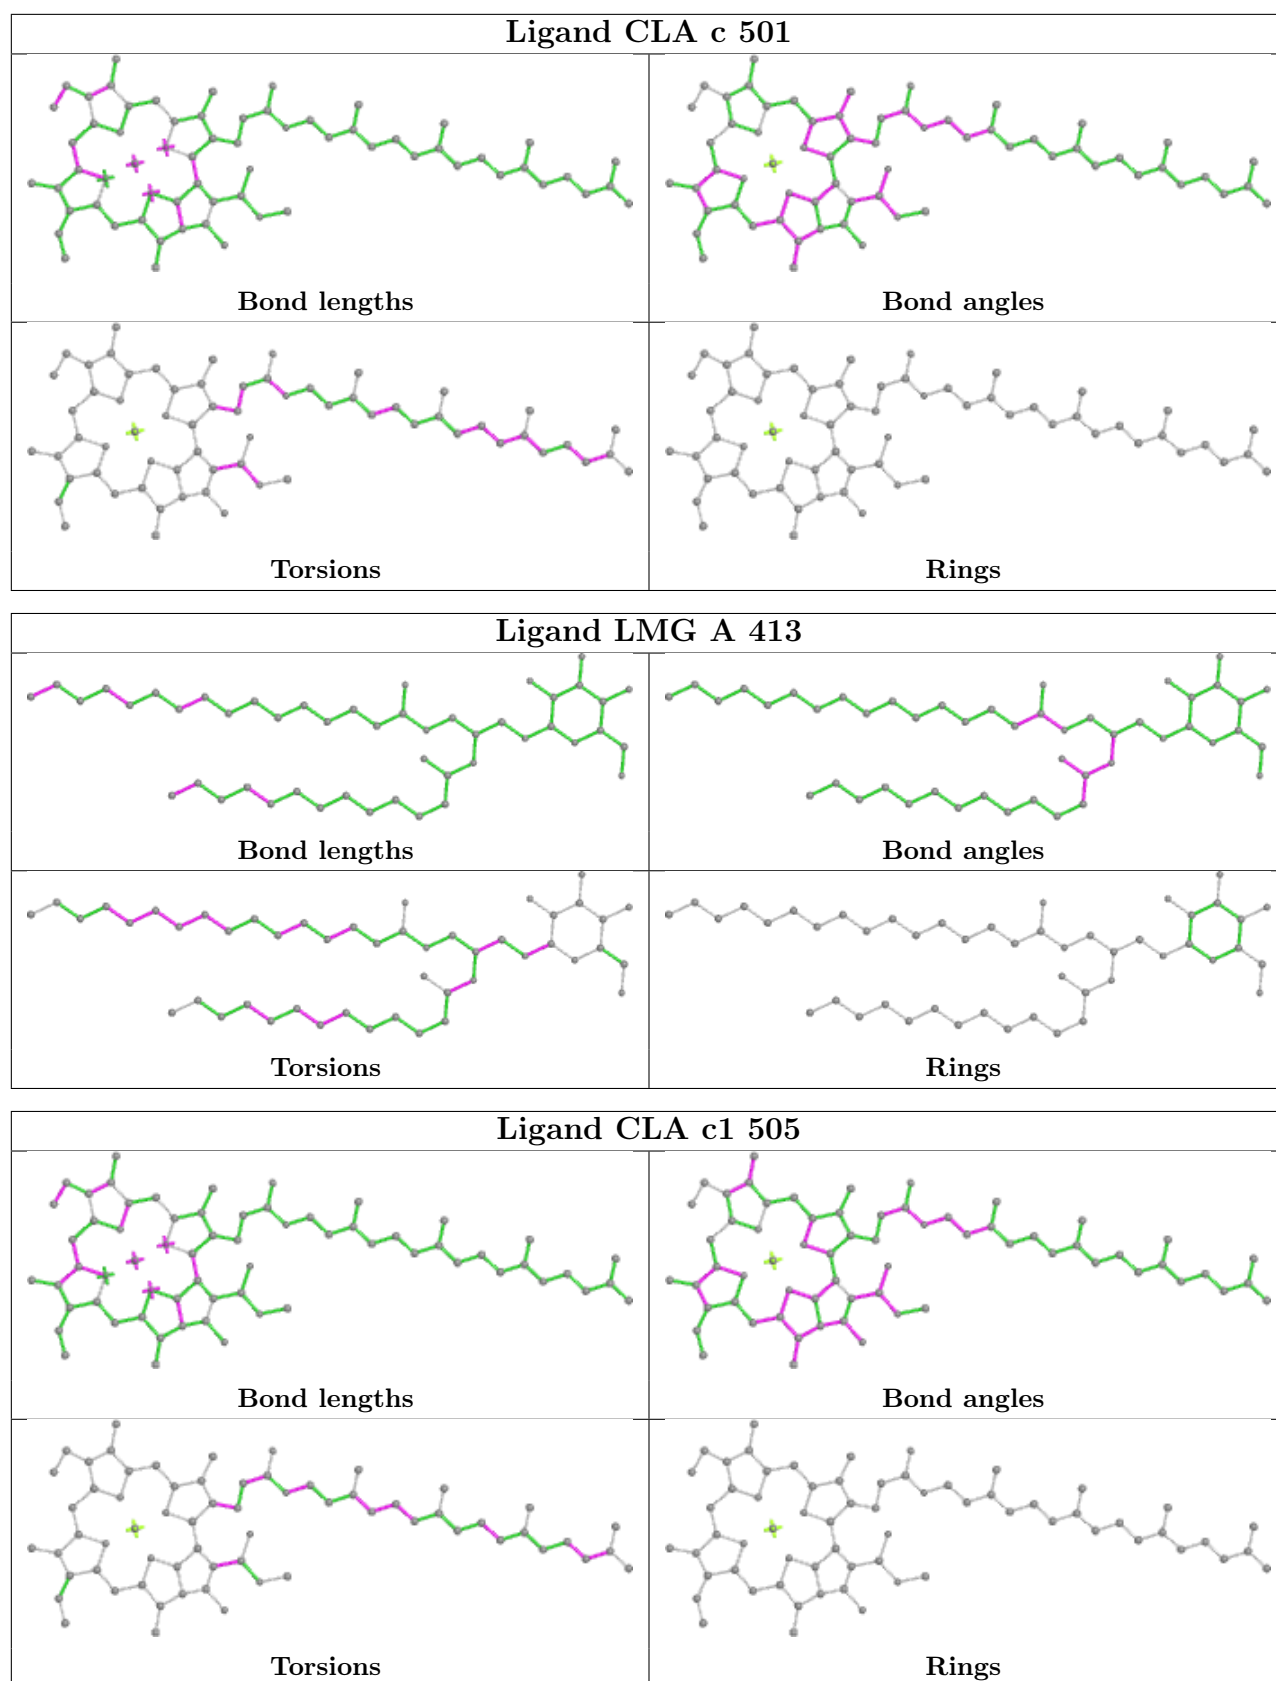 Ligand CLA c 501
Bond lengths
Bond angles
Torsions
Rings
Ligand LMG A 413
Bond lengths
Bond angles
Torsions
Rings
Ligand CLA c1 505
Bond lengths
Bond angles
Torsions
Rings